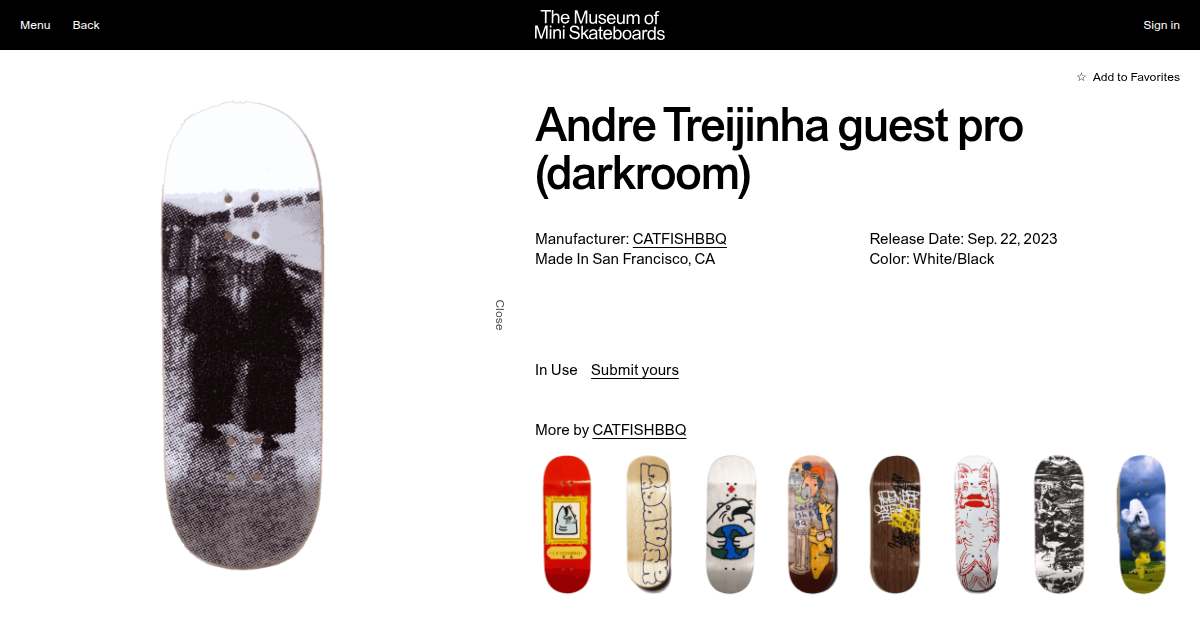 Menu
Back
The Museum of
Mini Skateboards
Sign in
☆ Add to Favorites
Andre Treijinha guest pro
(darkroom)
Manufacturer: CATFISHBBQ
Made In San Francisco, CA
Release Date: Sep. 22, 2023
Color: White/Black
Close
In Use Submit yours
More by CATFISHBBQ